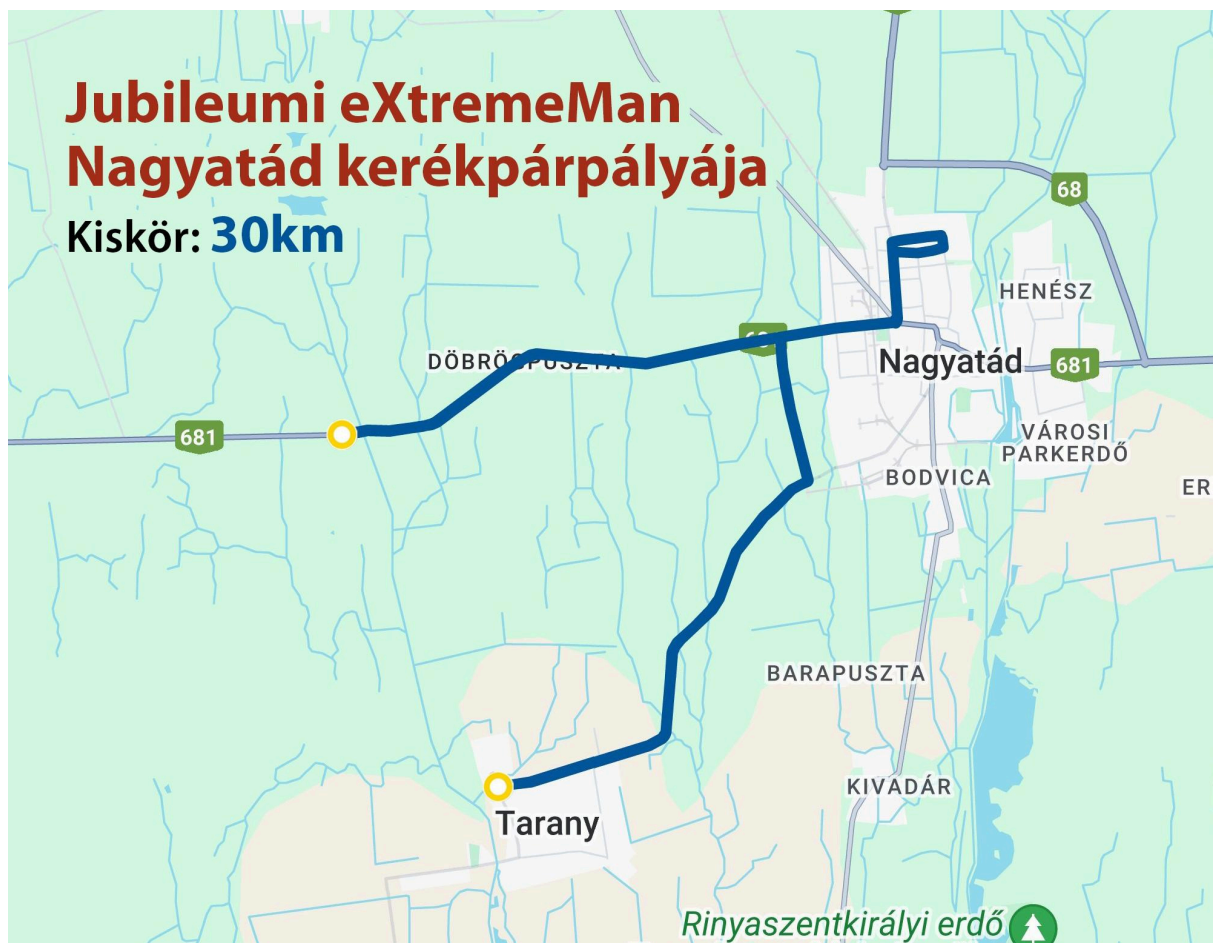 Jubileumi eXtremeMan
Nagyatád kerékpárpályája
Kiskör: 30km
68
HENÉSZ
Nagyatád
681
681
VÁROSI
PARKERDŐ
BODVICA
ER
BARAPUSZTA
KIVADÁR
Tarany
Rinyaszentkirályi erdő